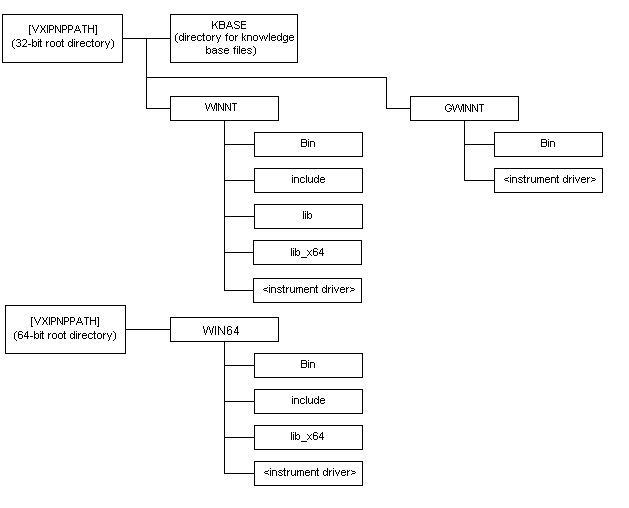 [VXIPNPPATH]
(32-bit root directory)
KBASE
(directory for knowledge
base files)
WINNT
GWINNT
Bin
Bin
include
<instrument driver>
lib
lib_x64
<instrument driver>
[VXIPNPPATH]
(64-bit root directory)
WIN64
Bin
include
lib_x64
<instrument driver>